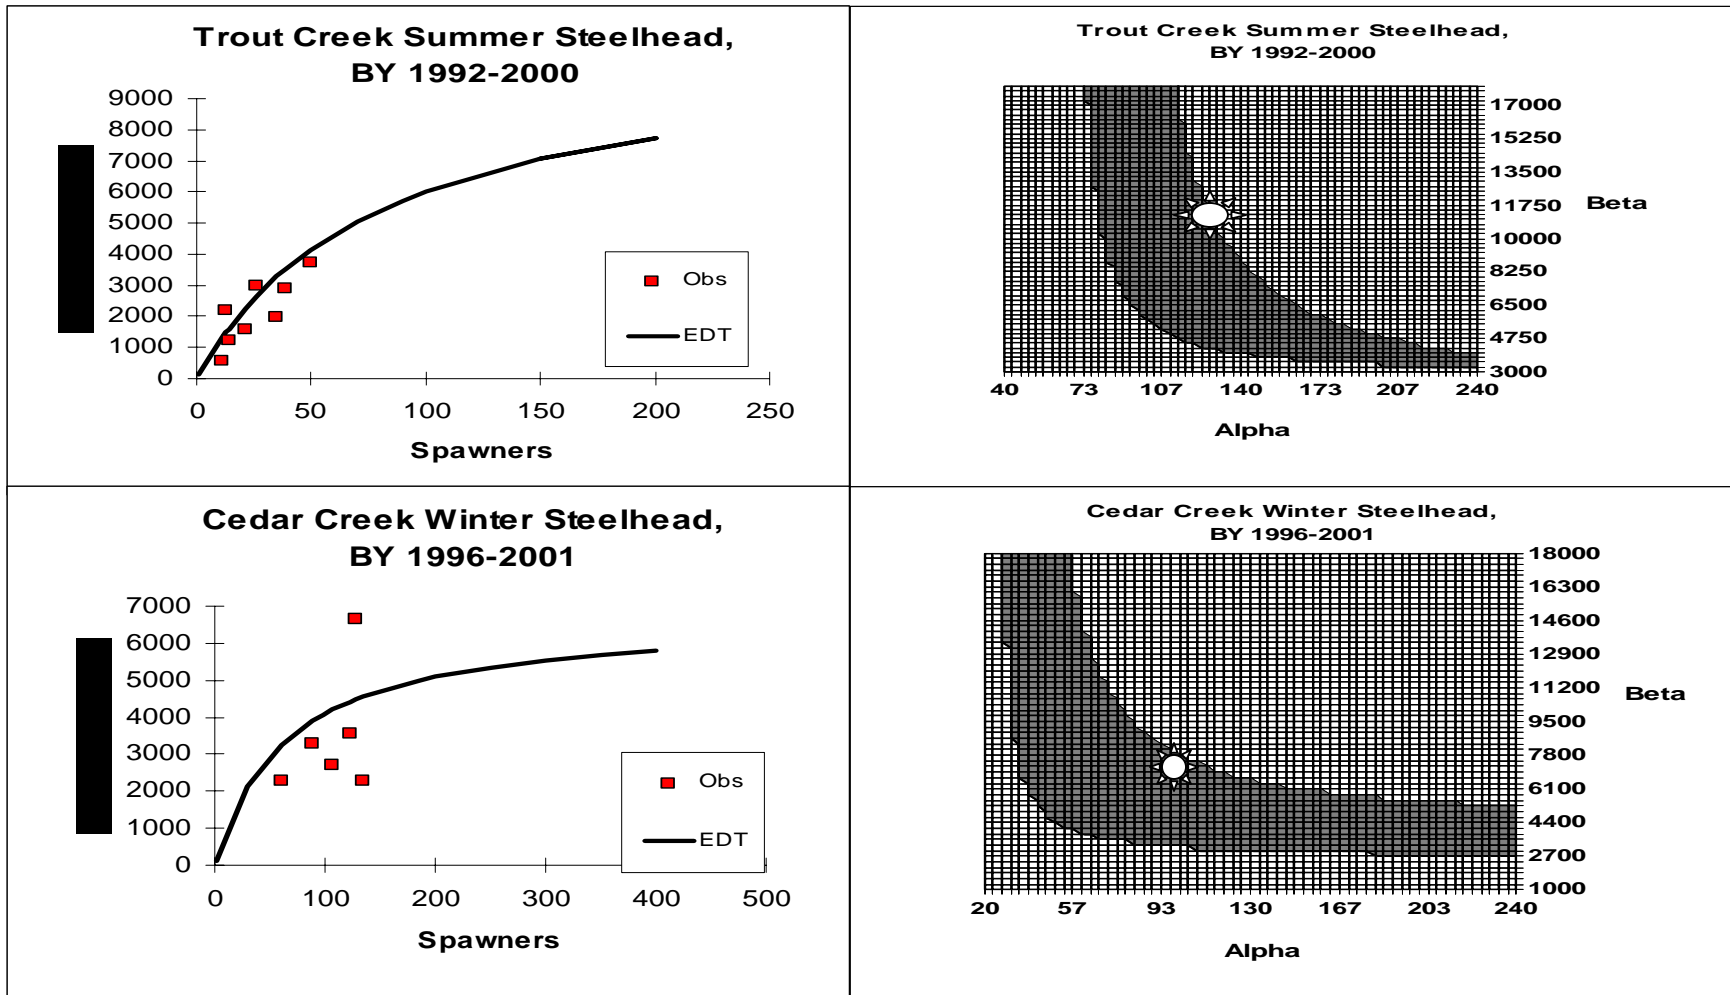 Trout Creek Summer Steelhead,
BY 1992-2000
9000
8000
7000
6000
5000
4000
3000
2000
1000
0
0 50 100 150 200 250
Spawners
Obs
EDT
Trout Creek Summer Steelhead,
BY 1992-2000
17000
15250
13500
11750
10000
8250
6500
4750
3000
Beta
40 73 107 140 173 207 240
Alpha
Cedar Creek Winter Steelhead,
BY 1996-2001
7000
6000
5000
4000
3000
2000
1000
0
0 100 200 300 400 500
Spawners
Obs
EDT
Cedar Creek Winter Steelhead,
BY 1996-2001
18000
16300
14600
12900
11200
9500
7800
6100
4400
2700
1000
Beta
20 57 93 130 167 203 240
Alpha